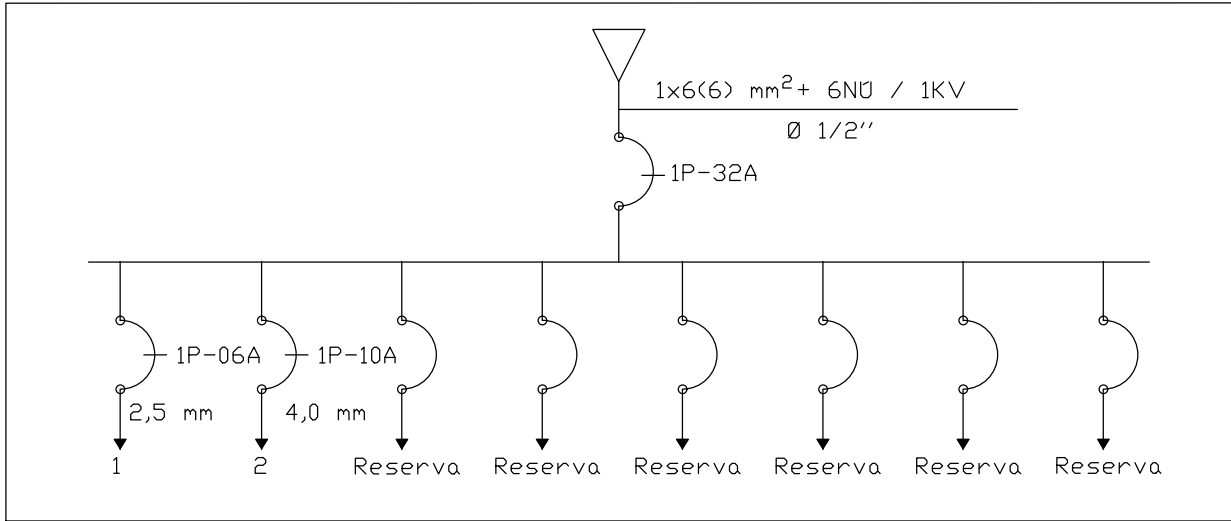 1x6(6) mm²+ 6NU / 1KV
Ø 1/2''
1P-32A
1P-06A
1P-10A
2,5 mm
4,0 mm
1
2
Reserva
Reserva
Reserva
Reserva
Reserva
Reserva